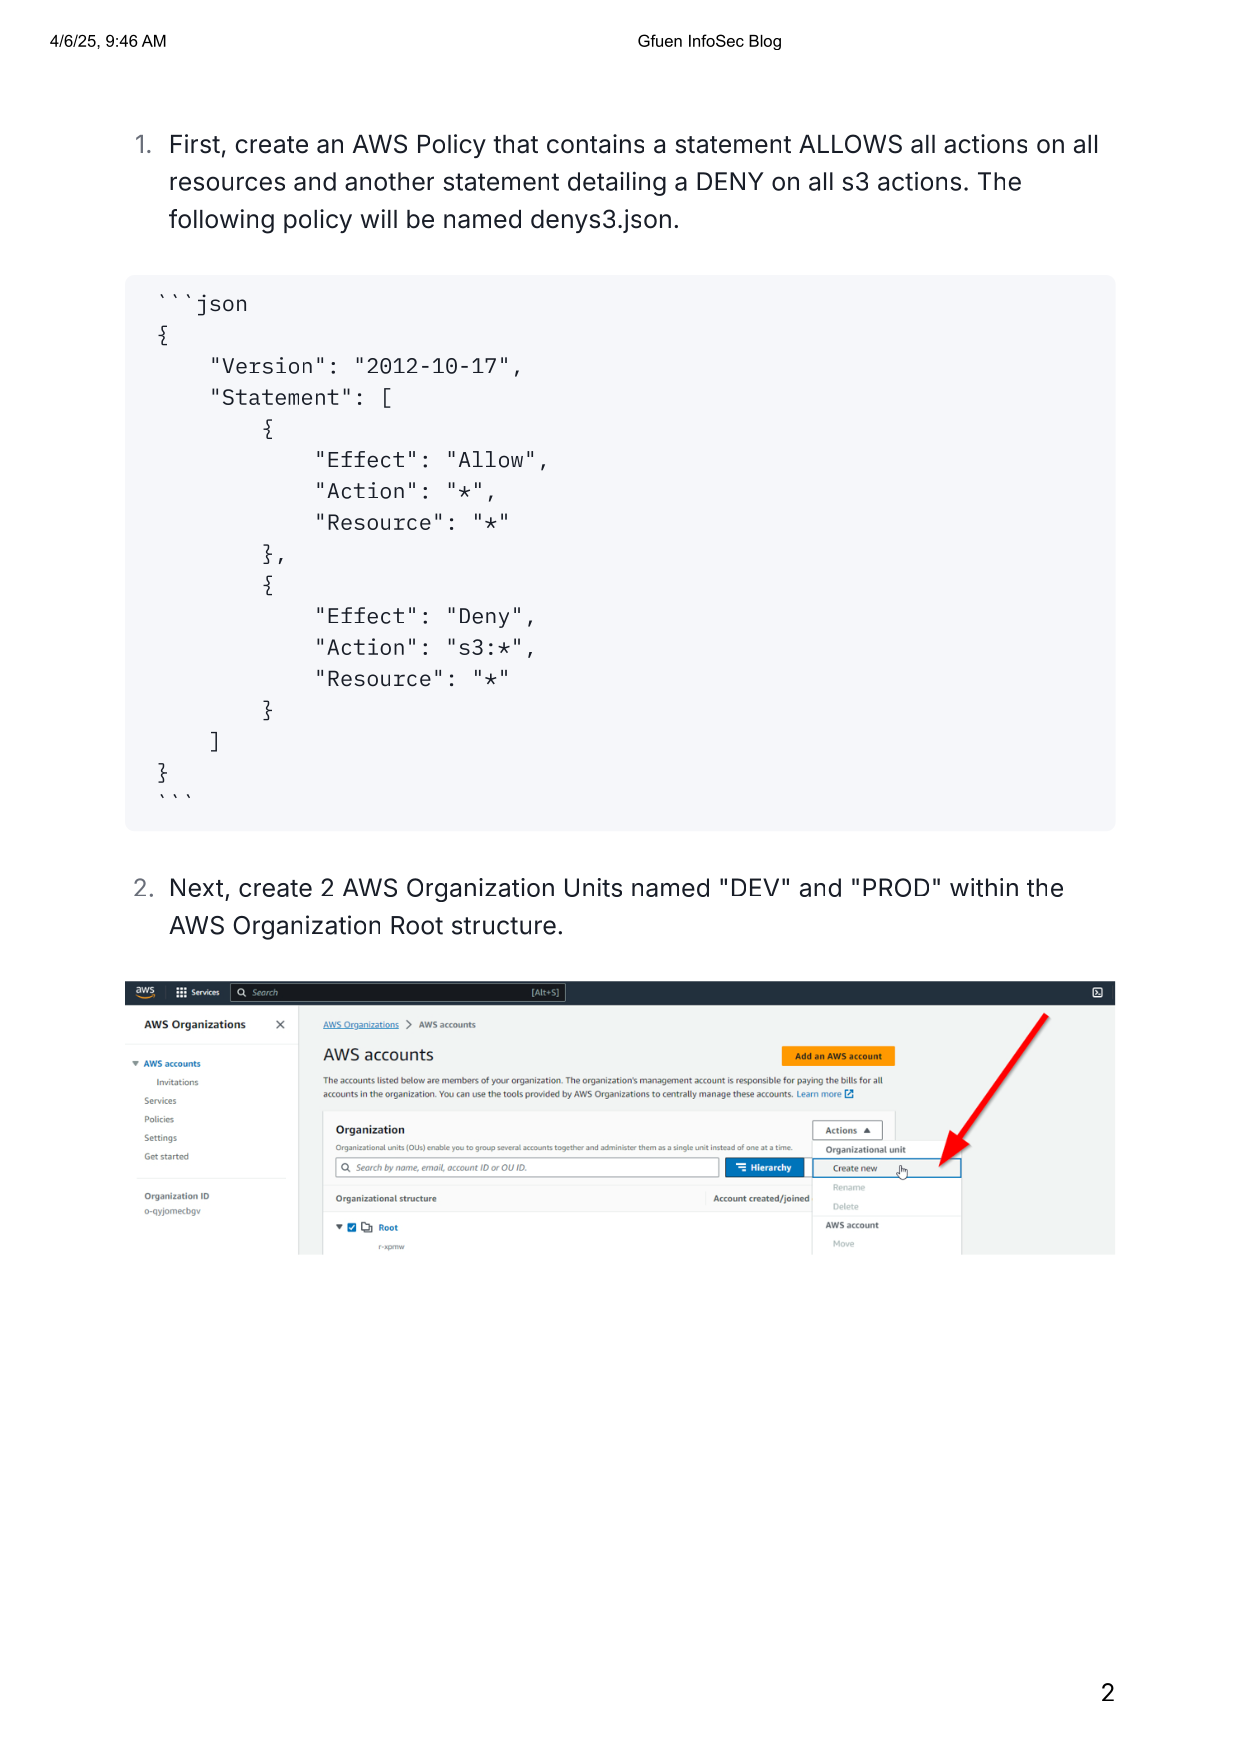 4/6/25, 9:46 AM
Gfuen InfoSec Blog
1. First, create an AWS Policy that contains a statement ALLOWS all actions on all
resources and another statement detailing a DENY on all s3 actions. The
following policy will be named denys3.json.
```json
{
    "Version": "2012-10-17",
    "Statement": [
        {
            "Effect": "Allow",
            "Action": "*",
            "Resource": "*"
        },
        {
            "Effect": "Deny",
            "Action": "s3:*",
            "Resource": "*"
        }
    ]
}
```
2. Next, create 2 AWS Organization Units named "DEV" and "PROD" within the
AWS Organization Root structure.
aws
Services
Search
[Alt+S]
AWS Organizations
AWS accounts
Invitations
Services
Policies
Settings
Get started
Organization ID
o-qyjomecbgv
AWS Organizations > AWS accounts
AWS accounts
Add an AWS account
The accounts listed below are members of your organization. The organization's management account is responsible for paying the bills for all
accounts in the organization. You can use the tools provided by AWS Organizations to centrally manage these accounts. Learn more
Organization
Actions
Organizational units (OUs) enable you to group several accounts together and administer them as a single unit instead of one at a time.
Search by name, email, account ID or OU ID.
Hierarchy
Organizational unit
Create new
Rename
Delete
AWS account
Move
Organizational structure
Account created/joined
Root
r-xpmw
2